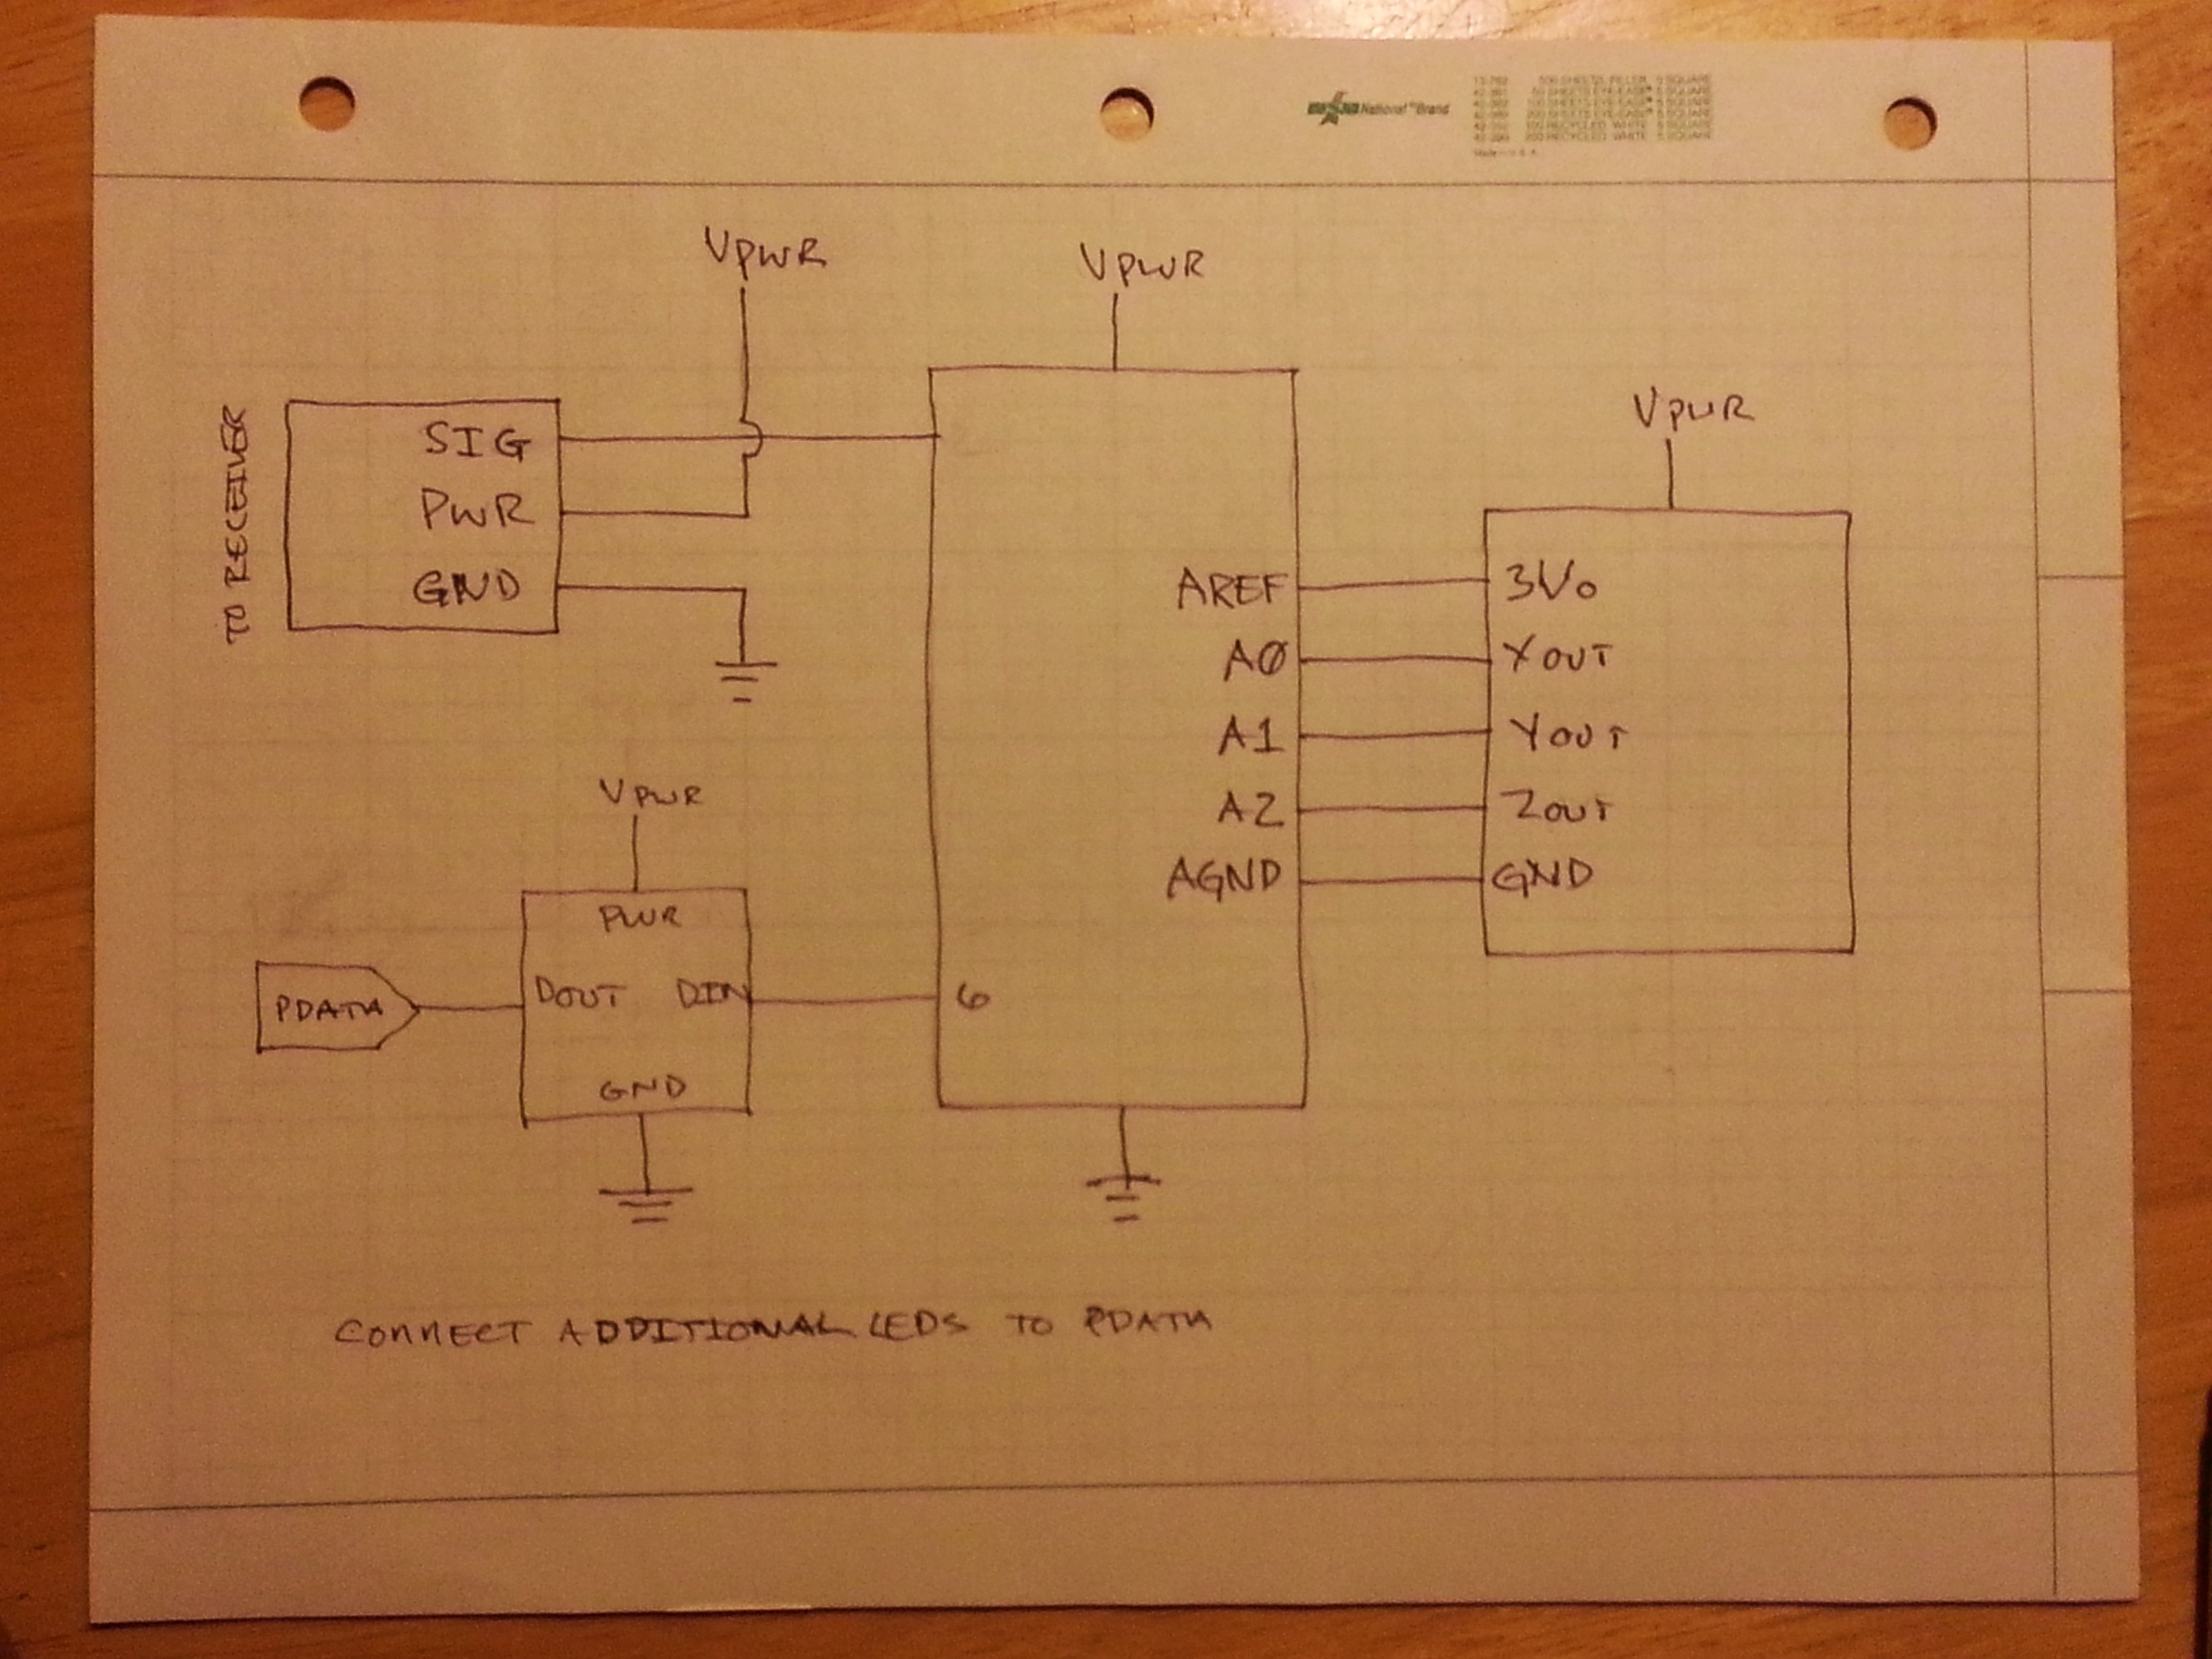 National ® Brand
VPWR
VPWR
VPWR
TO RECEIVER
SIG
PWR
GND
AREF
A0
A1
A2
AGND
3Vo
XOUT
YOUT
ZOUT
GND
VPWR
PWR
PDATA
DOUT DIN
6
GND
CONNECT ADDITIONAL LEDS TO PDATA